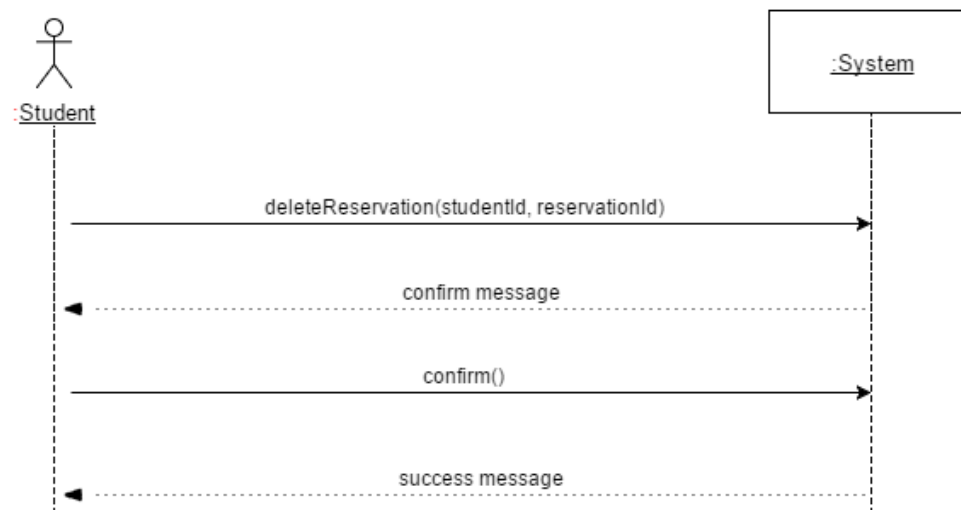 :System
:Student
deleteReservation(studentId, reservationId)
confirm message
confirm()
success message